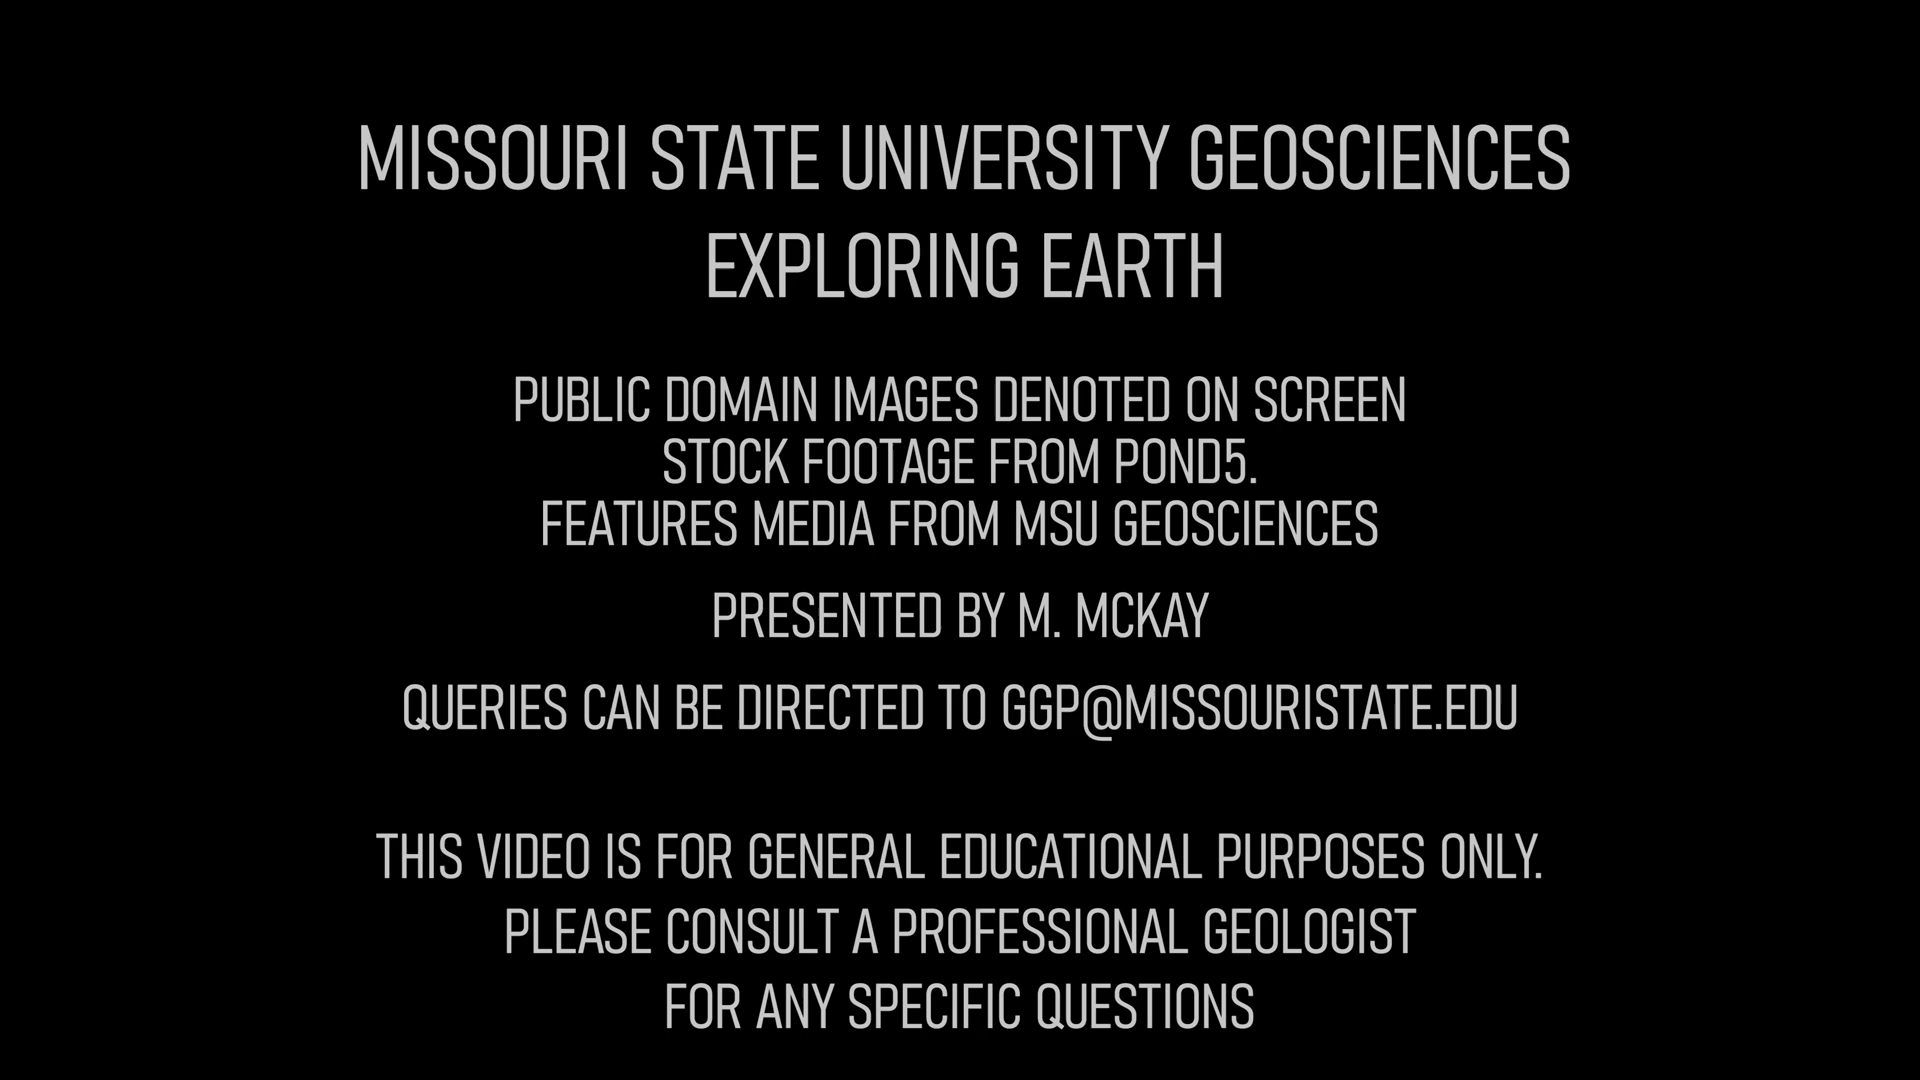 MISSOURI STATE UNIVERSITY GEOSCIENCES
EXPLORING EARTH
PUBLIC DOMAIN IMAGES DENOTED ON SCREEN
STOCK FOOTAGE FROM POND5.
FEATURES MEDIA FROM MSU GEOSCIENCES
PRESENTED BY M. MCKAY
QUERIES CAN BE DIRECTED TO GGP@MISSOURISTATE.EDU
THIS VIDEO IS FOR GENERAL EDUCATIONAL PURPOSES ONLY.
PLEASE CONSULT A PROFESSIONAL GEOLOGIST
FOR ANY SPECIFIC QUESTIONS